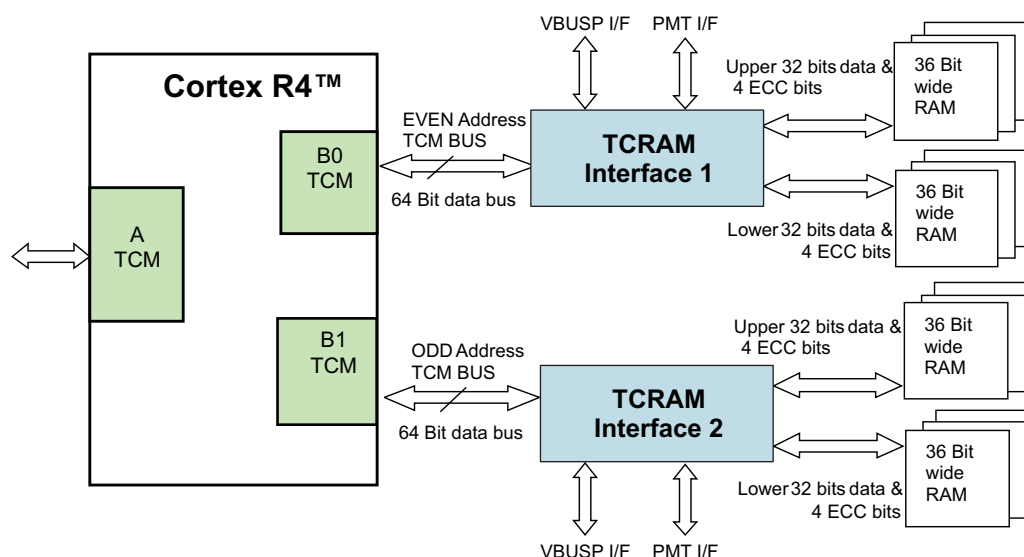 VBUSP I/F
PMT I/F
Cortex R4™
Upper 32 bits data &
4 ECC bits
36 Bit
wide
RAM
EVEN Address
TCM BUS
TCRAM
Interface 1
B0
TCM
64 Bit data bus
36 Bit
wide
RAM
Lower 32 bits data &
4 ECC bits
A
TCM
B1
TCM
ODD Address
TCM BUS
Upper 32 bits data &
4 ECC bits
36 Bit
wide
RAM
TCRAM
Interface 2
64 Bit data bus
36 Bit
wide
RAM
Lower 32 bits data &
4 ECC bits
VBUSP I/F
PMT I/F